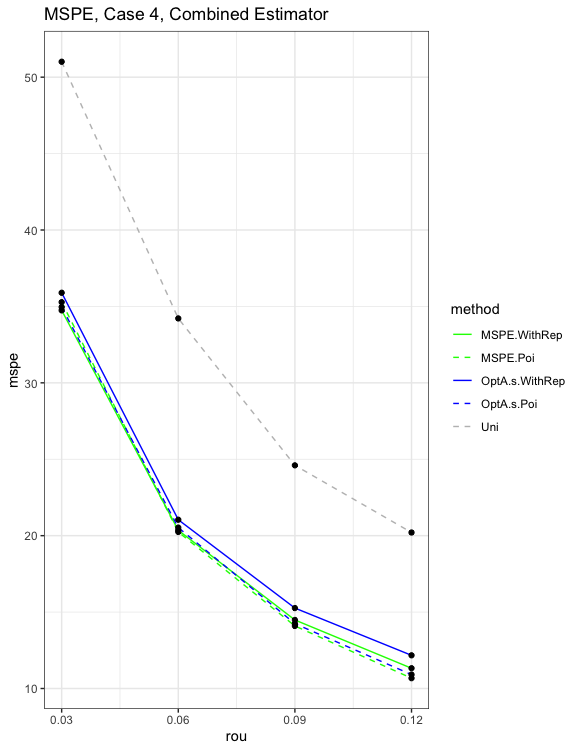 MSPE, Case 4, Combined Estimator
50
40
30
20
10
mspe
0.03 0.06 0.09 0.12
rou
method
MSPE.WithRep
MSPE.Poi
OptA.s.WithRep
OptA.s.Poi
Uni